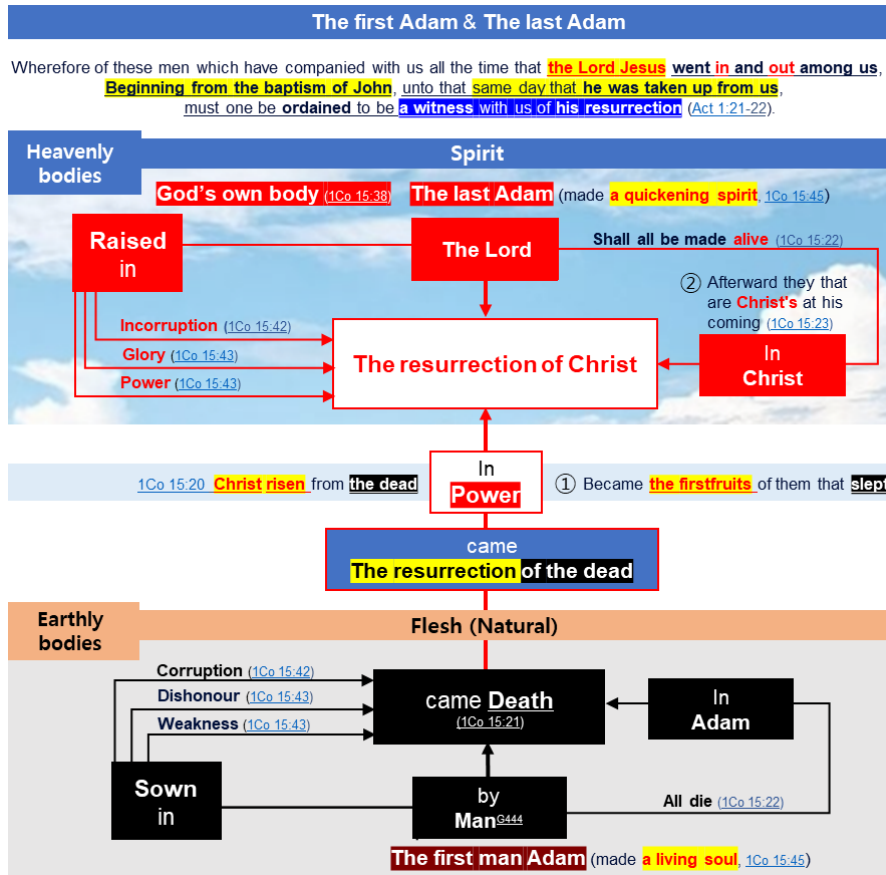 The first Adam & The last Adam
Wherefore of these men which have companied with us all the time that the Lord Jesus went in and out among us,
Beginning from the baptism of John, unto that same day that he was taken up from us,
must one be ordained to be a witness with us of his resurrection (Act 1:21-22).
Heavenly
bodies
Spirit
God's own body (1Co 15:38)
The last Adam (made a quickening spirit, 1Co 15:45)
Raised
in
The Lord
Shall all be made alive (1Co 15:22)
② Afterward they that
are Christ's at his
coming (1Co 15:23)
Incorruption (1Co 15:42)
Glory (1Co 15:43)
Power (1Co 15:43)
The resurrection of Christ
In
Christ
1Co 15:20 Christ risen from the dead
In
Power
① Became the firstfruits of them that slept
came
The resurrection of the dead
Earthly
bodies
Flesh (Natural)
Corruption (1Co 15:42)
Dishonour (1Co 15:43)
Weakness (1Co 15:43)
came Death
(1Co 15:21)
In
Adam
Sown
in
by
Man G444
All die (1Co 15:22)
The first man Adam (made a living soul, 1Co 15:45)